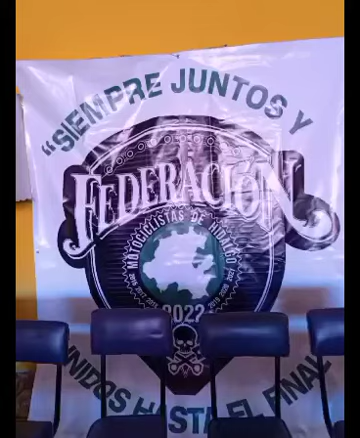 "SIEMPRE JUNTOS Y
FEDERACIÓN
MOTOCICLISTAS DE HIDALGO
2022
UNIDOS HASTA EL FINAL